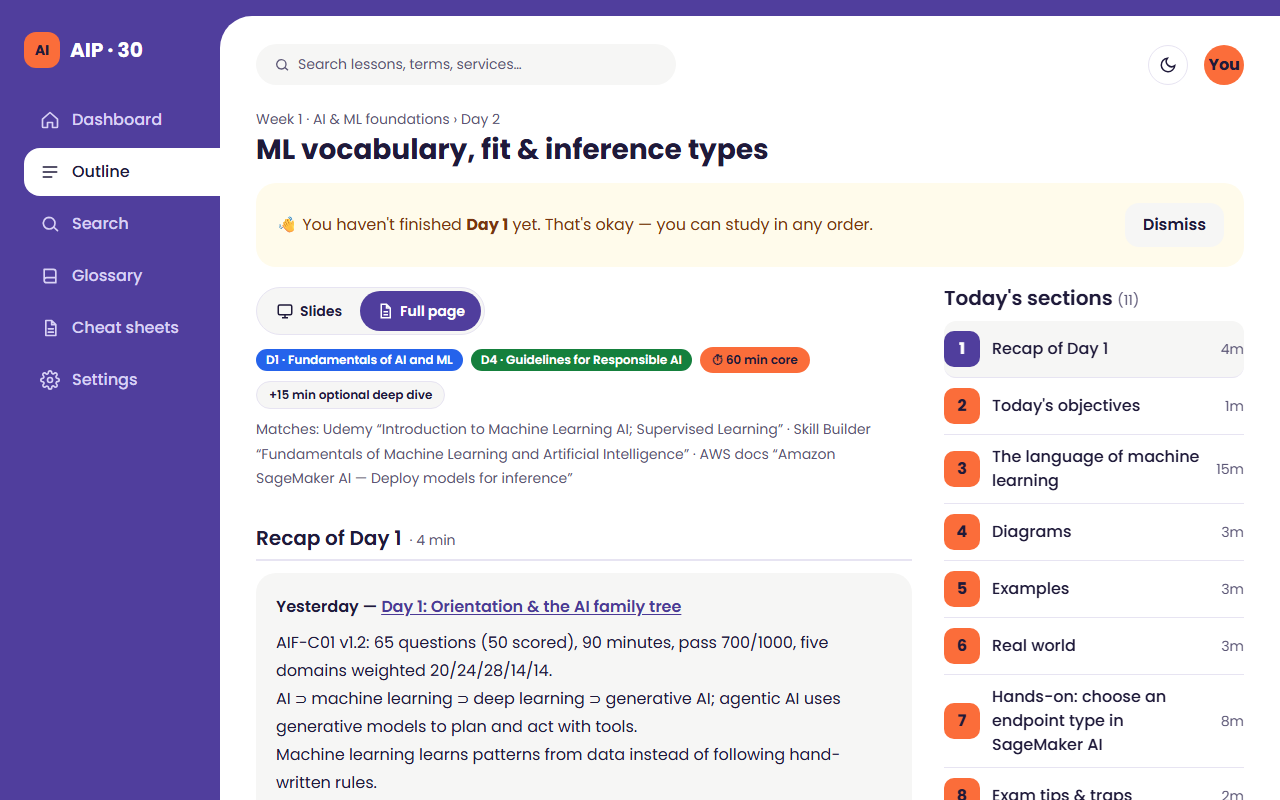 AI
AIP · 30
Dashboard
Outline
Search
Glossary
Cheat sheets
Settings
Search lessons, terms, services…
You
Week 1 · AI & ML foundations › Day 2
ML vocabulary, fit & inference types
👋 You haven't finished Day 1 yet. That's okay — you can study in any order.
Dismiss
Slides
Full page
D1 · Fundamentals of AI and ML
D4 · Guidelines for Responsible AI
⏱ 60 min core
+15 min optional deep dive
Matches: Udemy “Introduction to Machine Learning AI; Supervised Learning” · Skill Builder
“Fundamentals of Machine Learning and Artificial Intelligence” · AWS docs “Amazon
SageMaker AI — Deploy models for inference”
Recap of Day 1 · 4 min
Yesterday — Day 1: Orientation & the AI family tree
AIF-C01 v1.2: 65 questions (50 scored), 90 minutes, pass 700/1000, five
domains weighted 20/24/28/14/14.
AI ⊃ machine learning ⊃ deep learning ⊃ generative AI; agentic AI uses
generative models to plan and act with tools.
Machine learning learns patterns from data instead of following hand-
written rules.
Today's sections (11)
1 Recap of Day 1 4m
2 Today's objectives 1m
3 The language of machine
learning 15m
4 Diagrams 3m
5 Examples 3m
6 Real world 3m
7 Hands-on: choose an
endpoint type in
SageMaker AI 8m
8 Exam tips & traps 2m